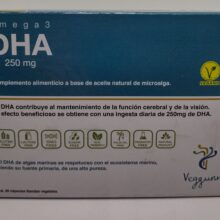 mega 3
DHA
250 mg
mplemento alimenticio a base de aceite natural de microalga.
VEGAN
DHA contribuye al mantenimiento de la función cerebral y de la visión.
efecto beneficioso se obtiene con una ingesta diaria de 250mg de DHA.
DHA de algas marinas es respetuoso con el ecosistema marino,
endo su fuente primaria, de una alta pureza.